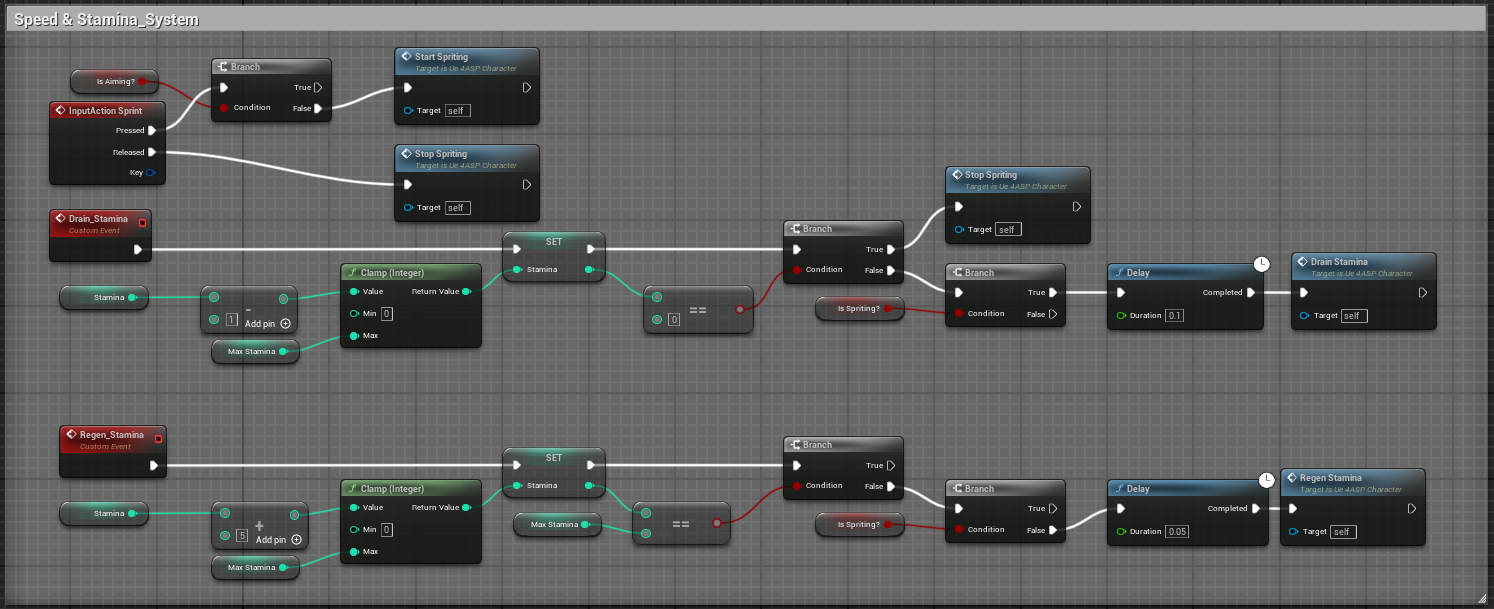 Speed & Stamina_System
Is Aiming?
Branch
True
Condition
False
Start Spriting
Target is Ue 4ASP Character
Target
self
InputAction Sprint
Pressed
Released
Key
Stop Spriting
Target is Ue 4ASP Character
Target
self
Drain_Stamina
Custom Event
Stamina
1
-
Add pin
Max Stamina
Clamp (Integer)
Value
Return Value
Min
0
Max
SET
Stamina
0
==
Branch
True
Condition
False
Is Spriting?
Stop Spriting
Target is Ue 4ASP Character
Target
self
Branch
True
Condition
False
Delay
Completed
Duration
0.1
Drain Stamina
Target is Ue 4ASP Character
Target
self
Regen_Stamina
Custom Event
Stamina
5
+
Add pin
Max Stamina
Clamp (Integer)
Value
Return Value
Min
0
Max
SET
Stamina
Max Stamina
==
Branch
True
Condition
False
Is Spriting?
Branch
True
Condition
False
Delay
Completed
Duration
0.05
Regen Stamina
Target is Ue 4ASP Character
Target
self